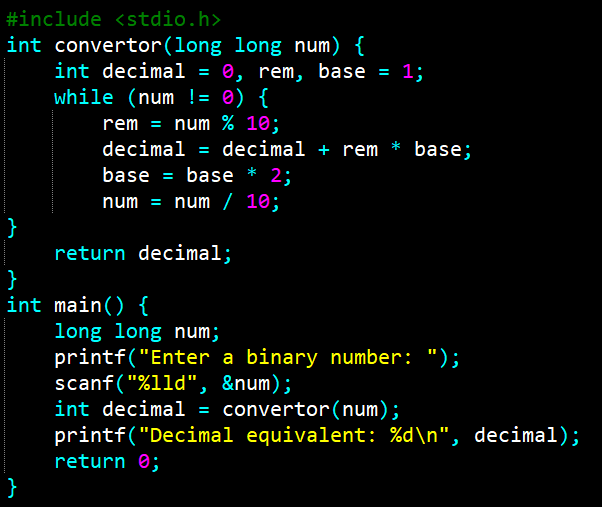 #include <stdio.h>
int convertor(long long num) {
    int decimal = 0, rem, base = 1;
    while (num != 0) {
        rem = num % 10;
        decimal = decimal + rem * base;
        base = base * 2;
        num = num / 10;
}
    return decimal;
}
int main() {
    long long num;
    printf("Enter a binary number: ");
    scanf("%lld", &num);
    int decimal = convertor(num);
    printf("Decimal equivalent: %d\n", decimal);
    return 0;
}